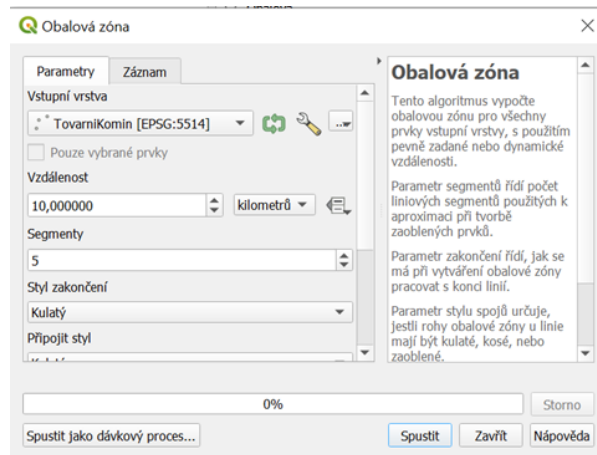 Obalová zóna
Parametry
Záznam
Vstupní vrstva
TovarniKomin [EPSG:5514]
Pouze vybrané prvky
Vzdálenost
10,000000
kilometrů
Segmenty
5
Styl zakončení
Kulatý
Připojit styl
Obalová zóna
Tento algoritmus vypočte
obalovou zónu pro všechny
prvky vstupní vrstvy, s použitím
pevně zadané nebo dynamické
vzdálenosti.
Parametr segmentů řídí počet
liniových segmentů použitých k
aproximaci při tvorbě
zaoblených prvků.
Parametr zakončení řídí, jak se
má při vytváření obalové zóny
pracovat s konci linií.
Parametr stylu spojů určuje,
jestli rohy obalové zóny u linie
mají být kulaté, kosé, nebo
zaoblené.
0%
Storno
Spustit jako dávkový proces...
Spustit
Zavřít
Nápověda